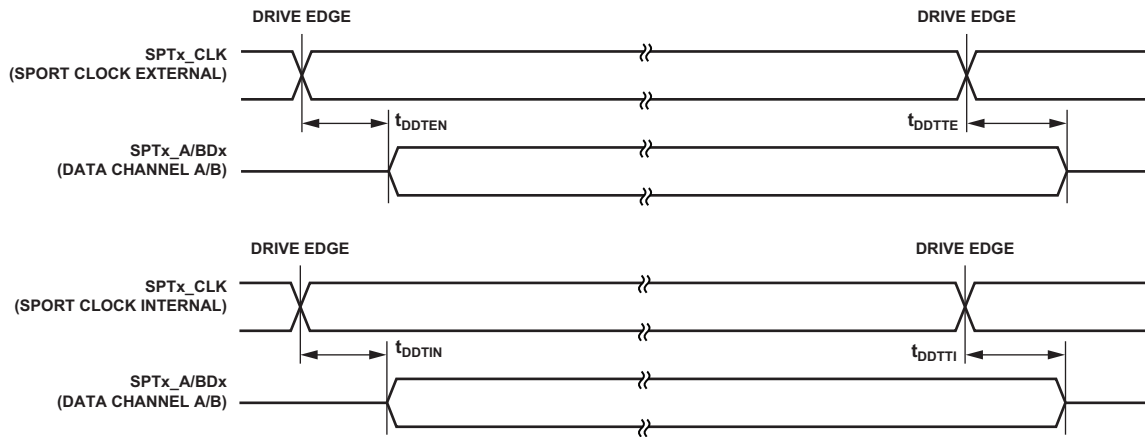 DRIVE EDGE DRIVE EDGE
SPTx_CLK
(SPORT CLOCK EXTERNAL)
tDDTEN tDDTTE
SPTx_A/BDx
(DATA CHANNEL A/B)
DRIVE EDGE DRIVE EDGE
SPTx_CLK
(SPORT CLOCK INTERNAL)
tDDTIN tDDTTI
SPTx_A/BDx
(DATA CHANNEL A/B)